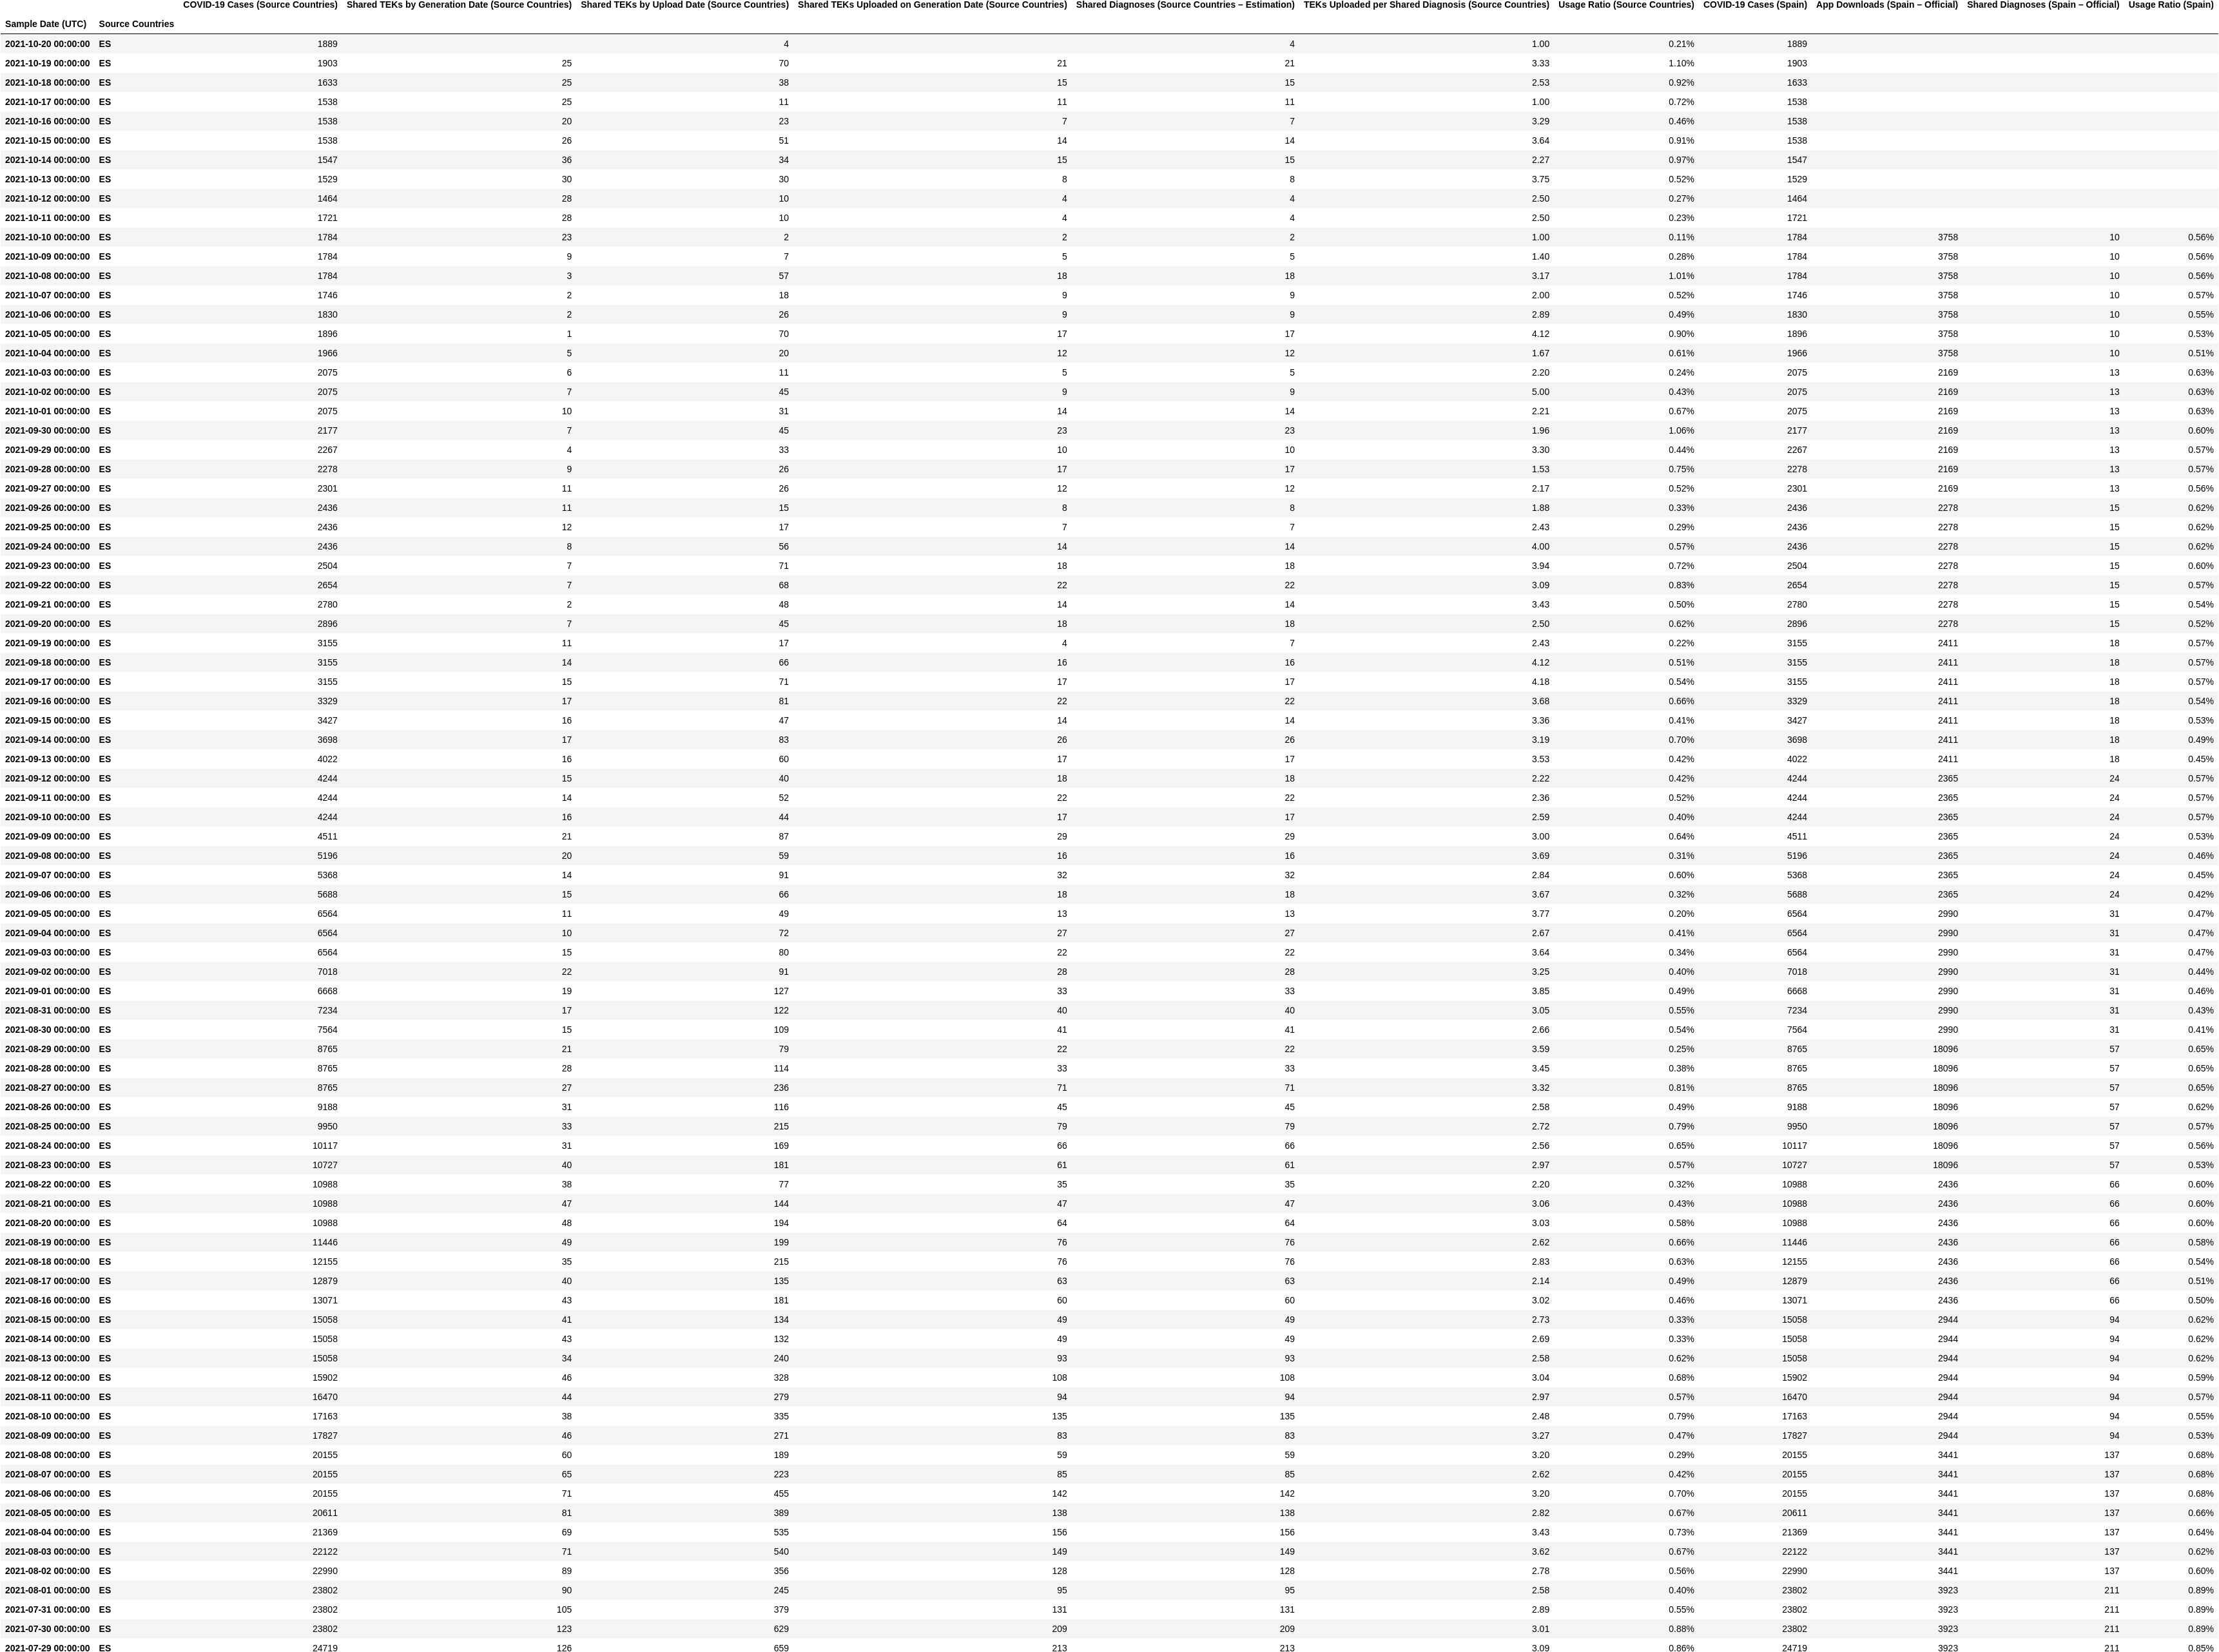 COVID-19 Cases (Source Countries) Shared TEKs by Generation Date (Source Countries) Shared TEKs by Upload Date (Source Countries) Shared TEKs Uploaded on Generation Date (Source Countries) Shared Diagnoses (Source Countries – Estimation) TEKs Uploaded per Shared Diagnosis (Source Countries) Usage Ratio (Source Countries) COVID-19 Cases (Spain) App Downloads (Spain – Official) Shared Diagnoses (Spain – Official) Usage Ratio (Spain)
Sample Date (UTC) Source Countries
2021-10-20 00:00:00 ES 1889 4 4 1.00 0.21% 1889
2021-10-19 00:00:00 ES 1903 25 70 21 21 3.33 1.10% 1903
2021-10-18 00:00:00 ES 1633 25 38 15 15 2.53 0.92% 1633
2021-10-17 00:00:00 ES 1538 25 11 11 11 1.00 0.72% 1538
2021-10-16 00:00:00 ES 1538 20 23 7 7 3.29 0.46% 1538
2021-10-15 00:00:00 ES 1538 26 51 14 14 3.64 0.91% 1538
2021-10-14 00:00:00 ES 1547 36 34 15 15 2.27 0.97% 1547
2021-10-13 00:00:00 ES 1529 30 30 8 8 3.75 0.52% 1529
2021-10-12 00:00:00 ES 1464 28 10 4 4 2.50 0.27% 1464
2021-10-11 00:00:00 ES 1721 28 10 4 4 2.50 0.23% 1721
2021-10-10 00:00:00 ES 1784 23 2 2 2 1.00 0.11% 1784 3758 10 0.56%
2021-10-09 00:00:00 ES 1784 9 7 5 5 1.40 0.28% 1784 3758 10 0.56%
2021-10-08 00:00:00 ES 1784 3 57 18 18 3.17 1.01% 1784 3758 10 0.56%
2021-10-07 00:00:00 ES 1746 2 18 9 9 2.00 0.52% 1746 3758 10 0.57%
2021-10-06 00:00:00 ES 1830 2 26 9 9 2.89 0.49% 1830 3758 10 0.55%
2021-10-05 00:00:00 ES 1896 1 70 17 17 4.12 0.90% 1896 3758 10 0.53%
2021-10-04 00:00:00 ES 1966 5 20 12 12 1.67 0.61% 1966 3758 10 0.51%
2021-10-03 00:00:00 ES 2075 6 11 5 5 2.20 0.24% 2075 2169 13 0.63%
2021-10-02 00:00:00 ES 2075 7 45 9 9 5.00 0.43% 2075 2169 13 0.63%
2021-10-01 00:00:00 ES 2075 10 31 14 14 2.21 0.67% 2075 2169 13 0.63%
2021-09-30 00:00:00 ES 2177 7 45 23 23 1.96 1.06% 2177 2169 13 0.60%
2021-09-29 00:00:00 ES 2267 4 33 10 10 3.30 0.44% 2267 2169 13 0.57%
2021-09-28 00:00:00 ES 2278 9 26 17 17 1.53 0.75% 2278 2169 13 0.57%
2021-09-27 00:00:00 ES 2301 11 26 12 12 2.17 0.52% 2301 2169 13 0.56%
2021-09-26 00:00:00 ES 2436 11 15 8 8 1.88 0.33% 2436 2278 15 0.62%
2021-09-25 00:00:00 ES 2436 12 17 7 7 2.43 0.29% 2436 2278 15 0.62%
2021-09-24 00:00:00 ES 2436 8 56 14 14 4.00 0.57% 2436 2278 15 0.62%
2021-09-23 00:00:00 ES 2504 7 71 18 18 3.94 0.72% 2504 2278 15 0.60%
2021-09-22 00:00:00 ES 2654 7 68 22 22 3.09 0.83% 2654 2278 15 0.57%
2021-09-21 00:00:00 ES 2780 2 48 14 14 3.43 0.50% 2780 2278 15 0.54%
2021-09-20 00:00:00 ES 2896 7 45 18 18 2.50 0.62% 2896 2278 15 0.52%
2021-09-19 00:00:00 ES 3155 11 17 4 7 2.43 0.22% 3155 2411 18 0.57%
2021-09-18 00:00:00 ES 3155 14 66 16 16 4.12 0.51% 3155 2411 18 0.57%
2021-09-17 00:00:00 ES 3155 15 71 17 17 4.18 0.54% 3155 2411 18 0.57%
2021-09-16 00:00:00 ES 3329 17 81 22 22 3.68 0.66% 3329 2411 18 0.54%
2021-09-15 00:00:00 ES 3427 16 47 14 14 3.36 0.41% 3427 2411 18 0.53%
2021-09-14 00:00:00 ES 3698 17 83 26 26 3.19 0.70% 3698 2411 18 0.49%
2021-09-13 00:00:00 ES 4022 16 60 17 17 3.53 0.42% 4022 2411 18 0.45%
2021-09-12 00:00:00 ES 4244 15 40 18 18 2.22 0.42% 4244 2365 24 0.57%
2021-09-11 00:00:00 ES 4244 14 52 22 22 2.36 0.52% 4244 2365 24 0.57%
2021-09-10 00:00:00 ES 4244 16 44 17 17 2.59 0.40% 4244 2365 24 0.57%
2021-09-09 00:00:00 ES 4511 21 87 29 29 3.00 0.64% 4511 2365 24 0.53%
2021-09-08 00:00:00 ES 5196 20 59 16 16 3.69 0.31% 5196 2365 24 0.46%
2021-09-07 00:00:00 ES 5368 14 91 32 32 2.84 0.60% 5368 2365 24 0.45%
2021-09-06 00:00:00 ES 5688 15 66 18 18 3.67 0.32% 5688 2365 24 0.42%
2021-09-05 00:00:00 ES 6564 11 49 13 13 3.77 0.20% 6564 2990 31 0.47%
2021-09-04 00:00:00 ES 6564 10 72 27 27 2.67 0.41% 6564 2990 31 0.47%
2021-09-03 00:00:00 ES 6564 15 80 22 22 3.64 0.34% 6564 2990 31 0.47%
2021-09-02 00:00:00 ES 7018 22 91 28 28 3.25 0.40% 7018 2990 31 0.44%
2021-09-01 00:00:00 ES 6668 19 127 33 33 3.85 0.49% 6668 2990 31 0.46%
2021-08-31 00:00:00 ES 7234 17 122 40 40 3.05 0.55% 7234 2990 31 0.43%
2021-08-30 00:00:00 ES 7564 15 109 41 41 2.66 0.54% 7564 2990 31 0.41%
2021-08-29 00:00:00 ES 8765 21 79 22 22 3.59 0.25% 8765 18096 57 0.65%
2021-08-28 00:00:00 ES 8765 28 114 33 33 3.45 0.38% 8765 18096 57 0.65%
2021-08-27 00:00:00 ES 8765 27 236 71 71 3.32 0.81% 8765 18096 57 0.65%
2021-08-26 00:00:00 ES 9188 31 116 45 45 2.58 0.49% 9188 18096 57 0.62%
2021-08-25 00:00:00 ES 9950 33 215 79 79 2.72 0.79% 9950 18096 57 0.57%
2021-08-24 00:00:00 ES 10117 31 169 66 66 2.56 0.65% 10117 18096 57 0.56%
2021-08-23 00:00:00 ES 10727 40 181 61 61 2.97 0.57% 10727 18096 57 0.53%
2021-08-22 00:00:00 ES 10988 38 77 35 35 2.20 0.32% 10988 2436 66 0.60%
2021-08-21 00:00:00 ES 10988 47 144 47 47 3.06 0.43% 10988 2436 66 0.60%
2021-08-20 00:00:00 ES 10988 48 194 64 64 3.03 0.58% 10988 2436 66 0.60%
2021-08-19 00:00:00 ES 11446 49 199 76 76 2.62 0.66% 11446 2436 66 0.58%
2021-08-18 00:00:00 ES 12155 35 215 76 76 2.83 0.63% 12155 2436 66 0.54%
2021-08-17 00:00:00 ES 12879 40 135 63 63 2.14 0.49% 12879 2436 66 0.51%
2021-08-16 00:00:00 ES 13071 43 181 60 60 3.02 0.46% 13071 2436 66 0.50%
2021-08-15 00:00:00 ES 15058 41 134 49 49 2.73 0.33% 15058 2944 94 0.62%
2021-08-14 00:00:00 ES 15058 43 132 49 49 2.69 0.33% 15058 2944 94 0.62%
2021-08-13 00:00:00 ES 15058 34 240 93 93 2.58 0.62% 15058 2944 94 0.62%
2021-08-12 00:00:00 ES 15902 46 328 108 108 3.04 0.68% 15902 2944 94 0.59%
2021-08-11 00:00:00 ES 16470 44 279 94 94 2.97 0.57% 16470 2944 94 0.57%
2021-08-10 00:00:00 ES 17163 38 335 135 135 2.48 0.79% 17163 2944 94 0.55%
2021-08-09 00:00:00 ES 17827 46 271 83 83 3.27 0.47% 17827 2944 94 0.53%
2021-08-08 00:00:00 ES 20155 60 189 59 59 3.20 0.29% 20155 3441 137 0.68%
2021-08-07 00:00:00 ES 20155 65 223 85 85 2.62 0.42% 20155 3441 137 0.68%
2021-08-06 00:00:00 ES 20155 71 455 142 142 3.20 0.70% 20155 3441 137 0.68%
2021-08-05 00:00:00 ES 20611 81 389 138 138 2.82 0.67% 20611 3441 137 0.66%
2021-08-04 00:00:00 ES 21369 69 535 156 156 3.43 0.73% 21369 3441 137 0.64%
2021-08-03 00:00:00 ES 22122 71 540 149 149 3.62 0.67% 22122 3441 137 0.62%
2021-08-02 00:00:00 ES 22990 89 356 128 128 2.78 0.56% 22990 3441 137 0.60%
2021-08-01 00:00:00 ES 23802 90 245 95 95 2.58 0.40% 23802 3923 211 0.89%
2021-07-31 00:00:00 ES 23802 105 379 131 131 2.89 0.55% 23802 3923 211 0.89%
2021-07-30 00:00:00 ES 23802 123 629 209 209 3.01 0.88% 23802 3923 211 0.89%
2021-07-29 00:00:00 ES 24719 126 659 213 213 3.09 0.86% 24719 3923 211 0.85%